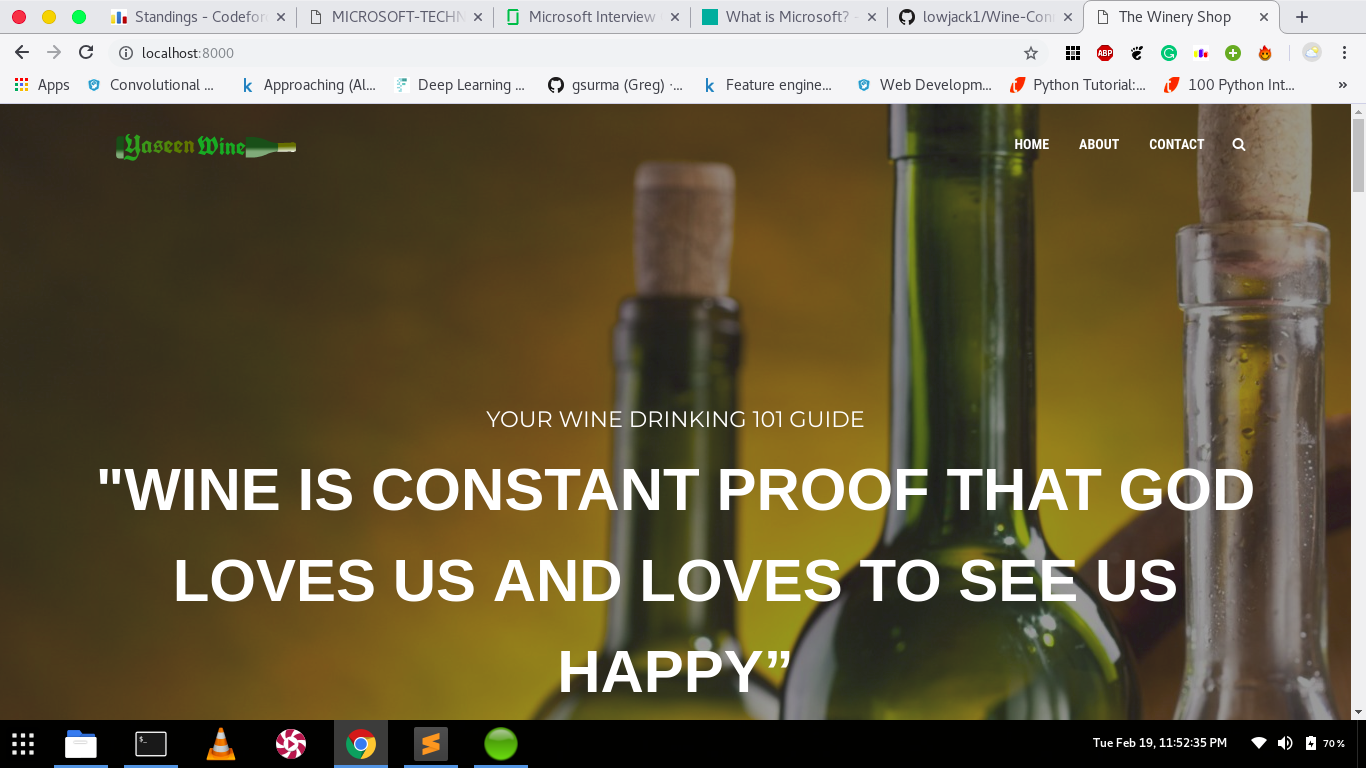 Standings - Codefor
MICROSOFT-TECHN
Microsoft Interview
What is Microsoft? -
lowjack1/Wine-Con
The Winery Shop
localhost:8000
ABP
Apps
Convolutional ...
Approaching (Al...
Deep Learning ...
gsurma (Greg) ·...
Feature engine...
Web Developm...
Python Tutorial:...
100 Python Int...
»
Yaseen Wine
HOME
ABOUT
CONTACT
YOUR WINE DRINKING 101 GUIDE
"WINE IS CONSTANT PROOF THAT GOD
LOVES US AND LOVES TO SEE US
HAPPY”
Tue Feb 19, 11:52:35 PM
70 %